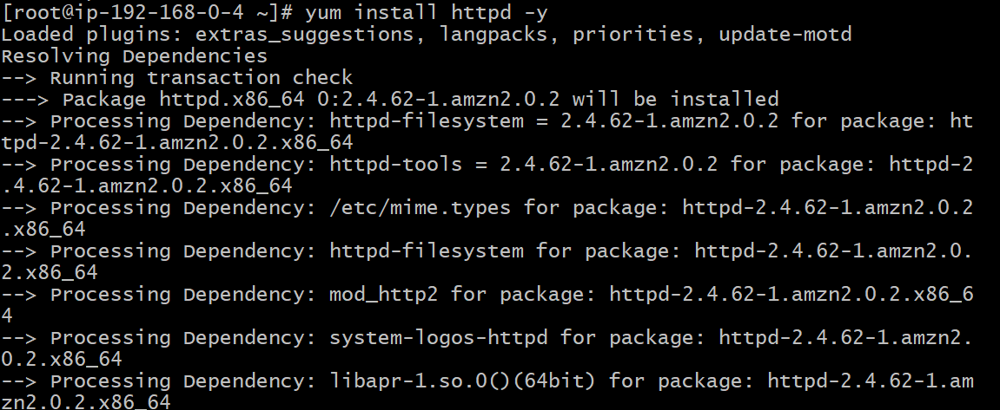 [root@ip-192-168-0-4 ~]# yum install httpd -y
Loaded plugins: extras_suggestions, langpacks, priorities, update-motd
Resolving Dependencies
--> Running transaction check
---> Package httpd.x86_64 0:2.4.62-1.amzn2.0.2 will be installed
--> Processing Dependency: httpd-filesystem = 2.4.62-1.amzn2.0.2 for package: ht
tpd-2.4.62-1.amzn2.0.2.x86_64
--> Processing Dependency: httpd-tools = 2.4.62-1.amzn2.0.2 for package: httpd-2
.4.62-1.amzn2.0.2.x86_64
--> Processing Dependency: /etc/mime.types for package: httpd-2.4.62-1.amzn2.0.2
.x86_64
--> Processing Dependency: httpd-filesystem for package: httpd-2.4.62-1.amzn2.0.
2.x86_64
--> Processing Dependency: mod_http2 for package: httpd-2.4.62-1.amzn2.0.2.x86_6
4
--> Processing Dependency: system-logos-httpd for package: httpd-2.4.62-1.amzn2.
0.2.x86_64
--> Processing Dependency: libapr-1.so.0()(64bit) for package: httpd-2.4.62-1.am
zn2.0.2.x86_64